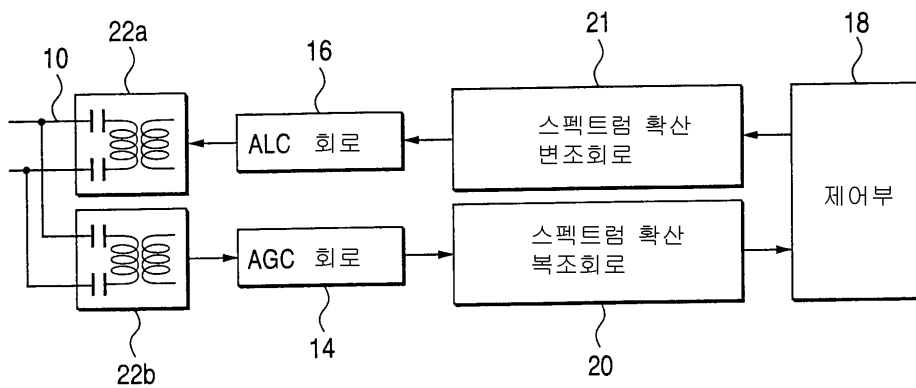 22a
10
16
21
18
ALC 회로
스펙트럼 확산
변조회로
제어부
AGC 회로
스펙트럼 확산
복조회로
22b
14
20